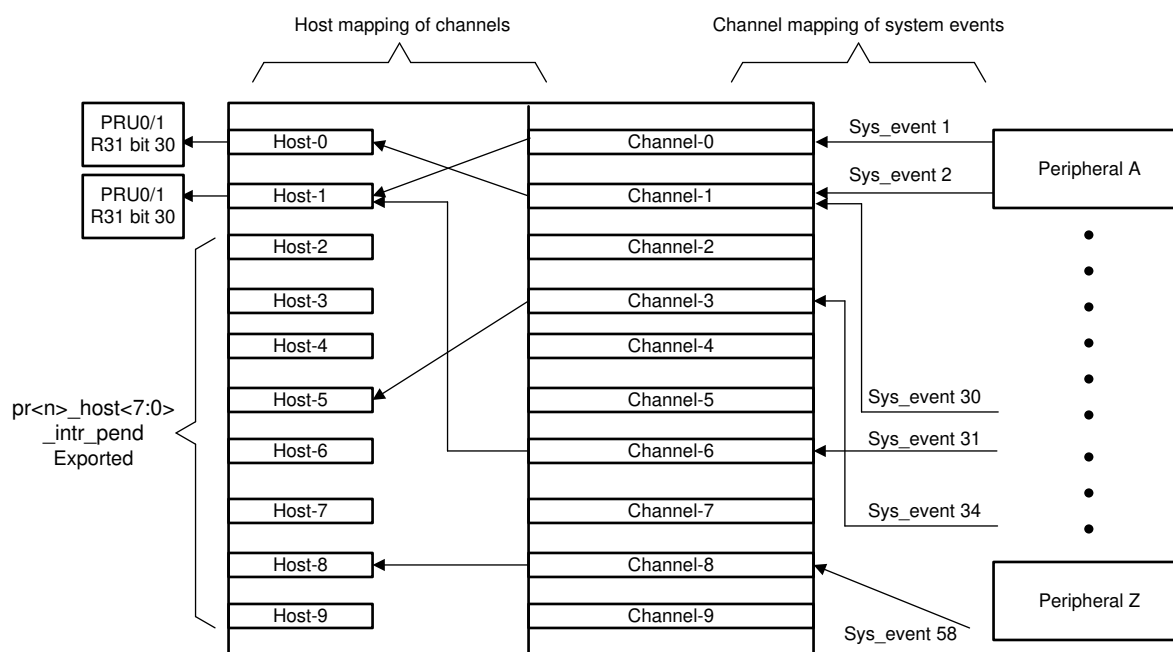 Host mapping of channels
Channel mapping of system events
PRU0/1
R31 bit 30
PRU0/1
R31 bit 30
pr<n>_host<7:0>
_intr_pend
Exported
Host-0
Host-1
Host-2
Host-3
Host-4
Host-5
Host-6
Host-7
Host-8
Host-9
Channel-0
Channel-1
Channel-2
Channel-3
Channel-4
Channel-5
Channel-6
Channel-7
Channel-8
Channel-9
Sys_event 1
Sys_event 2
Sys_event 30
Sys_event 31
Sys_event 34
Sys_event 58
Peripheral A
Peripheral Z